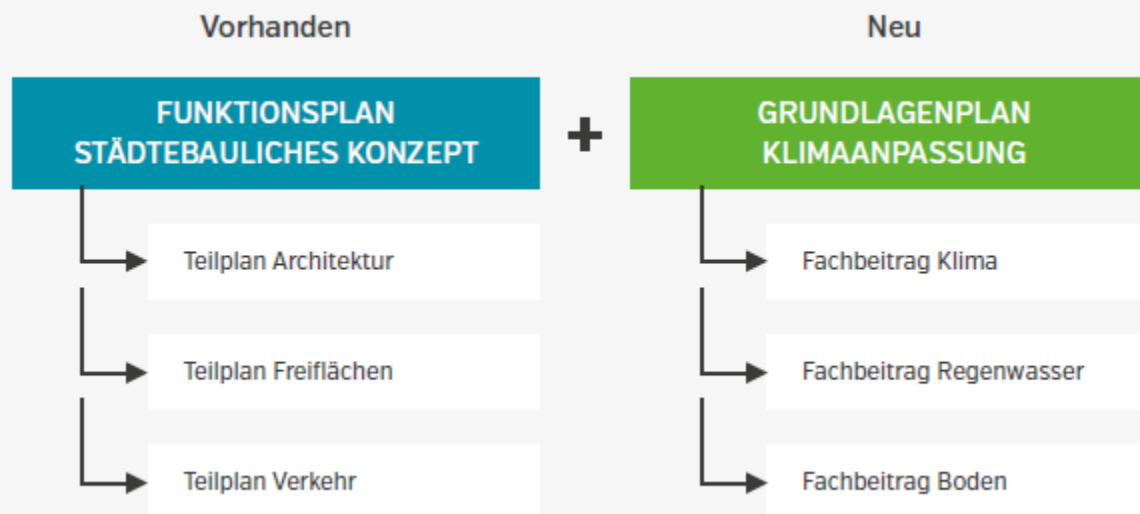 Vorhanden
FUNKTIONSPLAN
STÄDTEBAULICHES KONZEPT
Teilplan Architektur
Teilplan Freiflächen
Teilplan Verkehr
+
Neu
GRUNDLAGENPLAN
KLIMAANPASSUNG
Fachbeitrag Klima
Fachbeitrag Regenwasser
Fachbeitrag Boden